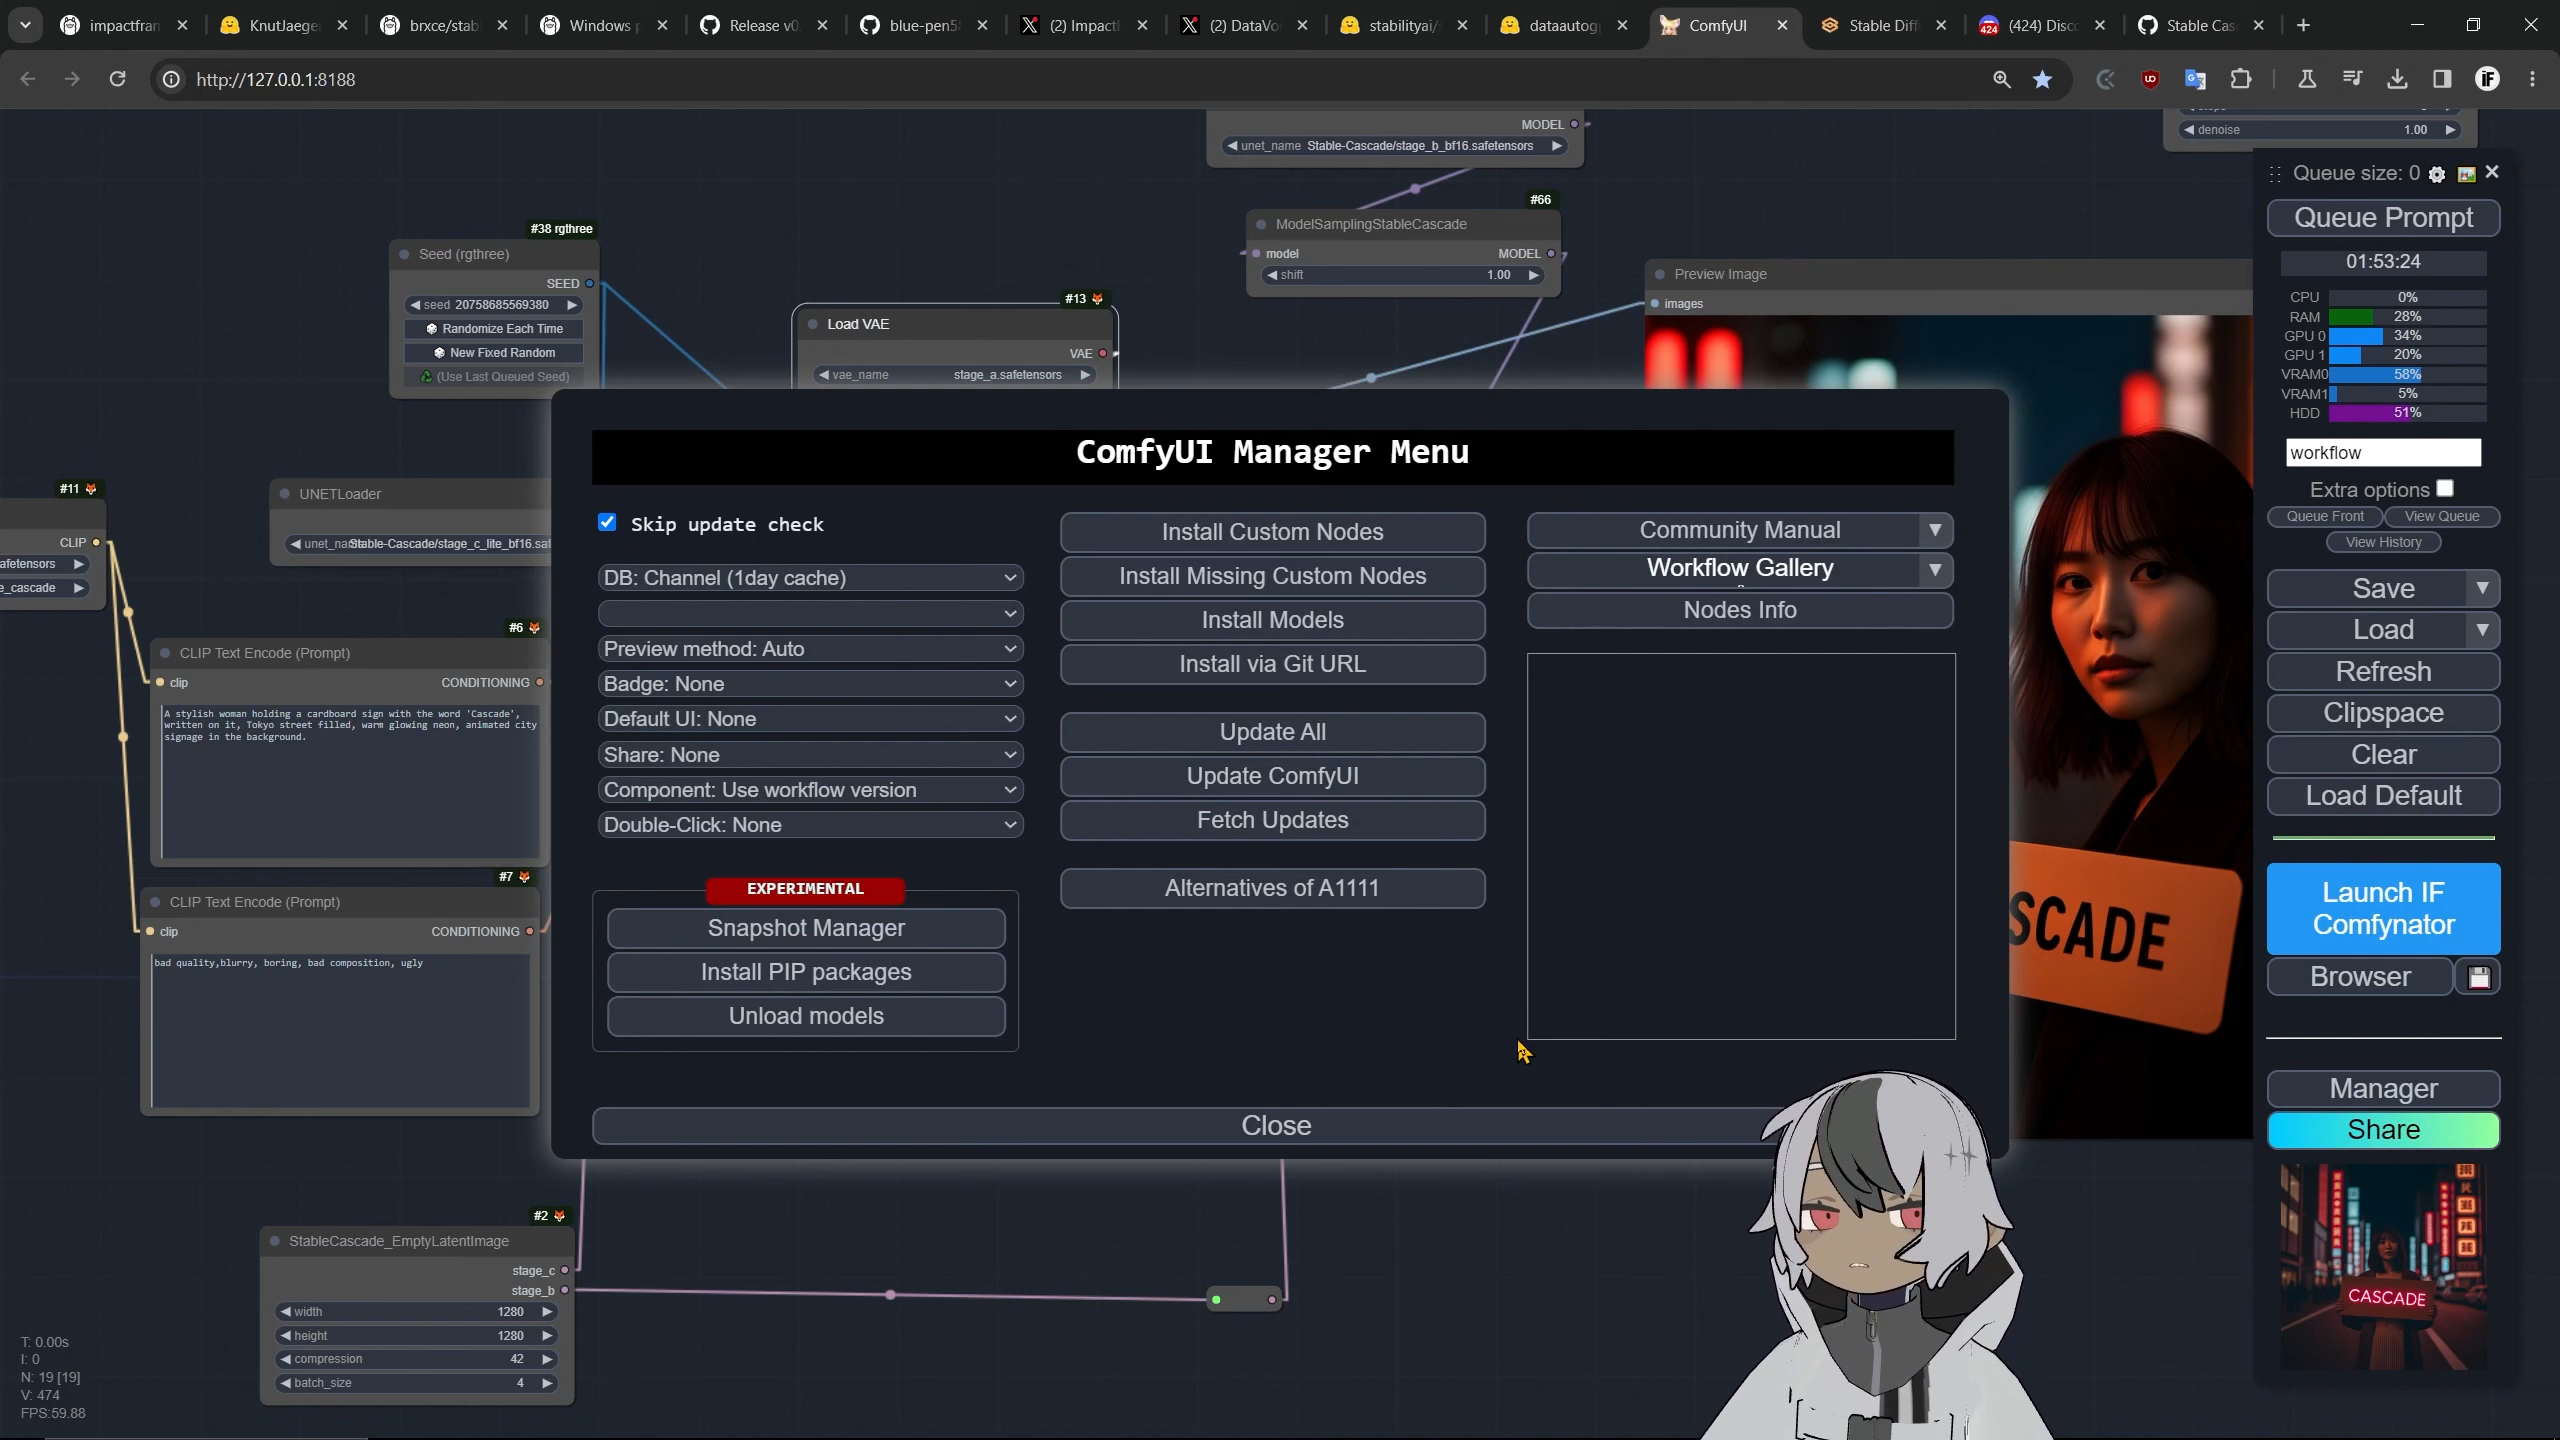 impactfran
KnutJaege
brxce/stab
Windows p
Release v0.
blue-pen5
(2) Impact
(2) DataVo
stabilityai/
dataautog
ComfyUI
Stable Diff
(424) Disco
Stable Cas
http://127.0.0.1:8188
MODEL
unet_name Stable-Cascade/stage_b_bf16.safetensors
denoise 1.00
#66
ModelSamplingStableCascade
model MODEL
shift 1.00
#38 rgthree
Seed (rgthree)
SEED
seed 20758685569380
Randomize Each Time
New Fixed Random
(Use Last Queued Seed)
#13
Load VAE
VAE
vae_name stage_a.safetensors
Preview Image
images
#11
CLIP
afetensors
e_cascade
UNETLoader
unet_na Stable-Cascade/stage_c_lite_bf16.saf
#6
CLIP Text Encode (Prompt)
clip CONDITIONING
A stylish woman holding a cardboard sign with the word 'Cascade',
written on it, Tokyo street filled, warm glowing neon, animated city
signage in the background.
#7
CLIP Text Encode (Prompt)
clip CONDITIONING
bad quality,blurry, boring, bad composition, ugly
#2
StableCascade_EmptyLatentImage
stage_c
stage_b
width 1280
height 1280
compression 42
batch_size 4
T: 0.00s
I: 0
N: 19 [19]
V: 474
FPS:59.88
ComfyUI Manager Menu
Skip update check
DB: Channel (1day cache)
Preview method: Auto
Badge: None
Default UI: None
Share: None
Component: Use workflow version
Double-Click: None
EXPERIMENTAL
Snapshot Manager
Install PIP packages
Unload models
Install Custom Nodes
Install Missing Custom Nodes
Install Models
Install via Git URL
Update All
Update ComfyUI
Fetch Updates
Alternatives of A1111
Community Manual
Workflow Gallery
Nodes Info
Close
SCADE
Queue size: 0
Queue Prompt
01:53:24
CPU 0%
RAM 28%
GPU 0 34%
GPU 1 20%
VRAM0 58%
VRAM1 5%
HDD 51%
workflow
Extra options
Queue Front
View Queue
View History
Save
Load
Refresh
Clipspace
Clear
Load Default
Launch IF
Comfynator
Browser
Manager
Share
CASCADE